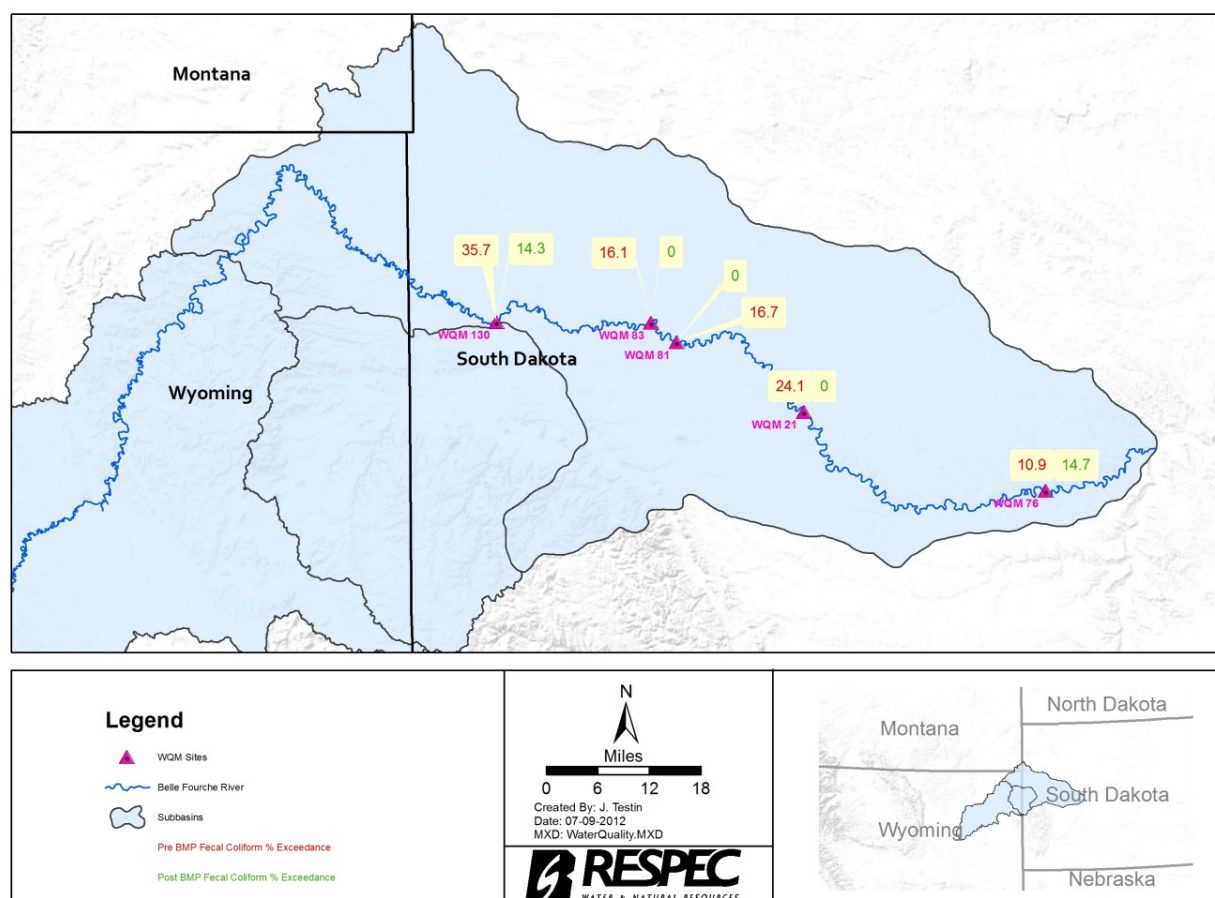 Montana
35.7
14.3
16.1
0
0
16.7
WQM 130
WQM 83
WQM 81
South Dakota
Wyoming
24.1
0
WQM 21
10.9
14.7
WQM 76
Legend
WQM Sites
Belle Fourche River
Subbasins
Pre BMP Fecal Coliform % Exceedance
Post BMP Fecal Coliform % Exceedance
N
Miles
0 6 12 18
Created By: J. Testin
Date: 07-09-2012
MXD: WaterQuality.MXD
RESPEC
WATER & NATURAL RESOURCES
North Dakota
Montana
South Dakota
Wyoming
Nebraska